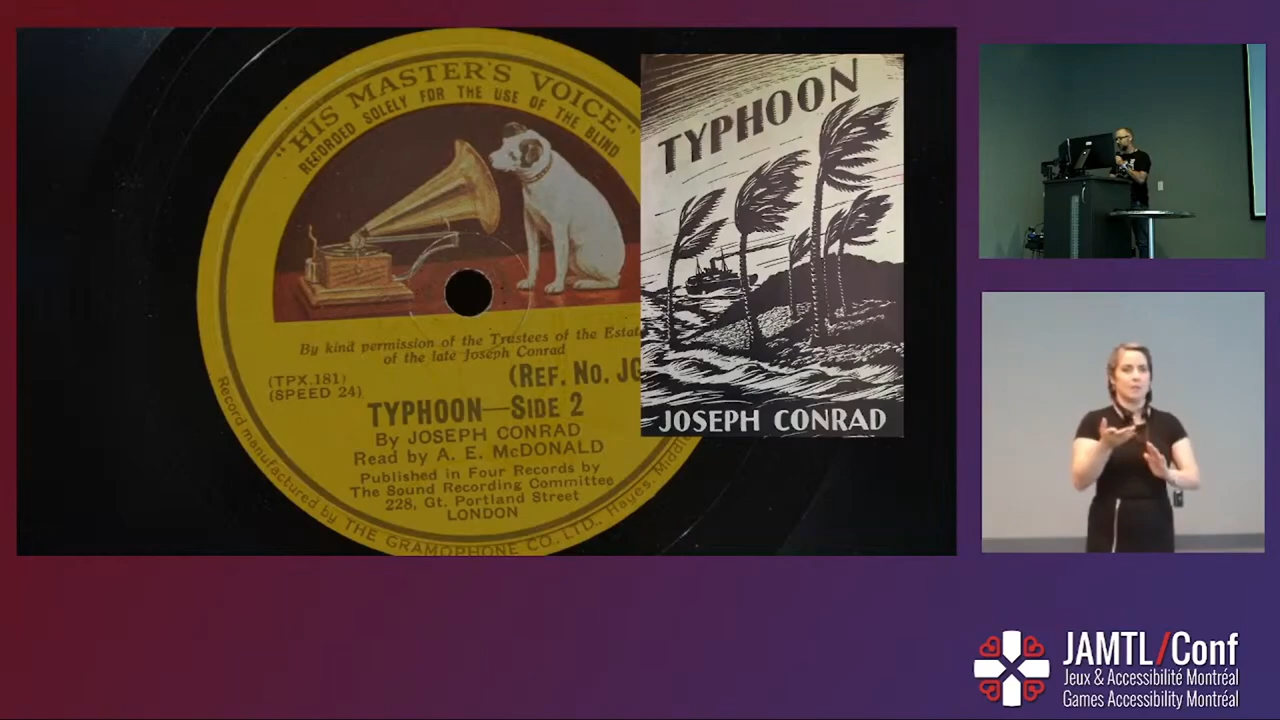 "HIS MASTER'S VOICE"
RECORDED SOLELY FOR THE USE OF THE BLIND
By kind permission of the Trustees of the
of the late Joseph Conrad
(TPX.181)
(SPEED 24)
(REF. NO.
TYPHOON—SIDE 2
By JOSEPH CONRAD
Read by A. E. McDONALD
Published in Four Records by
The Sound Recording Committee
228, Gt. Portland Street
LONDON
Record manufactured by THE GRAMOPHONE CO., LTD., Hayes,
TYPHOON
JOSEPH CONRAD
JAMTL/Conf
Jeux & Accessibilité Montréal
Games Accessibility Montréal